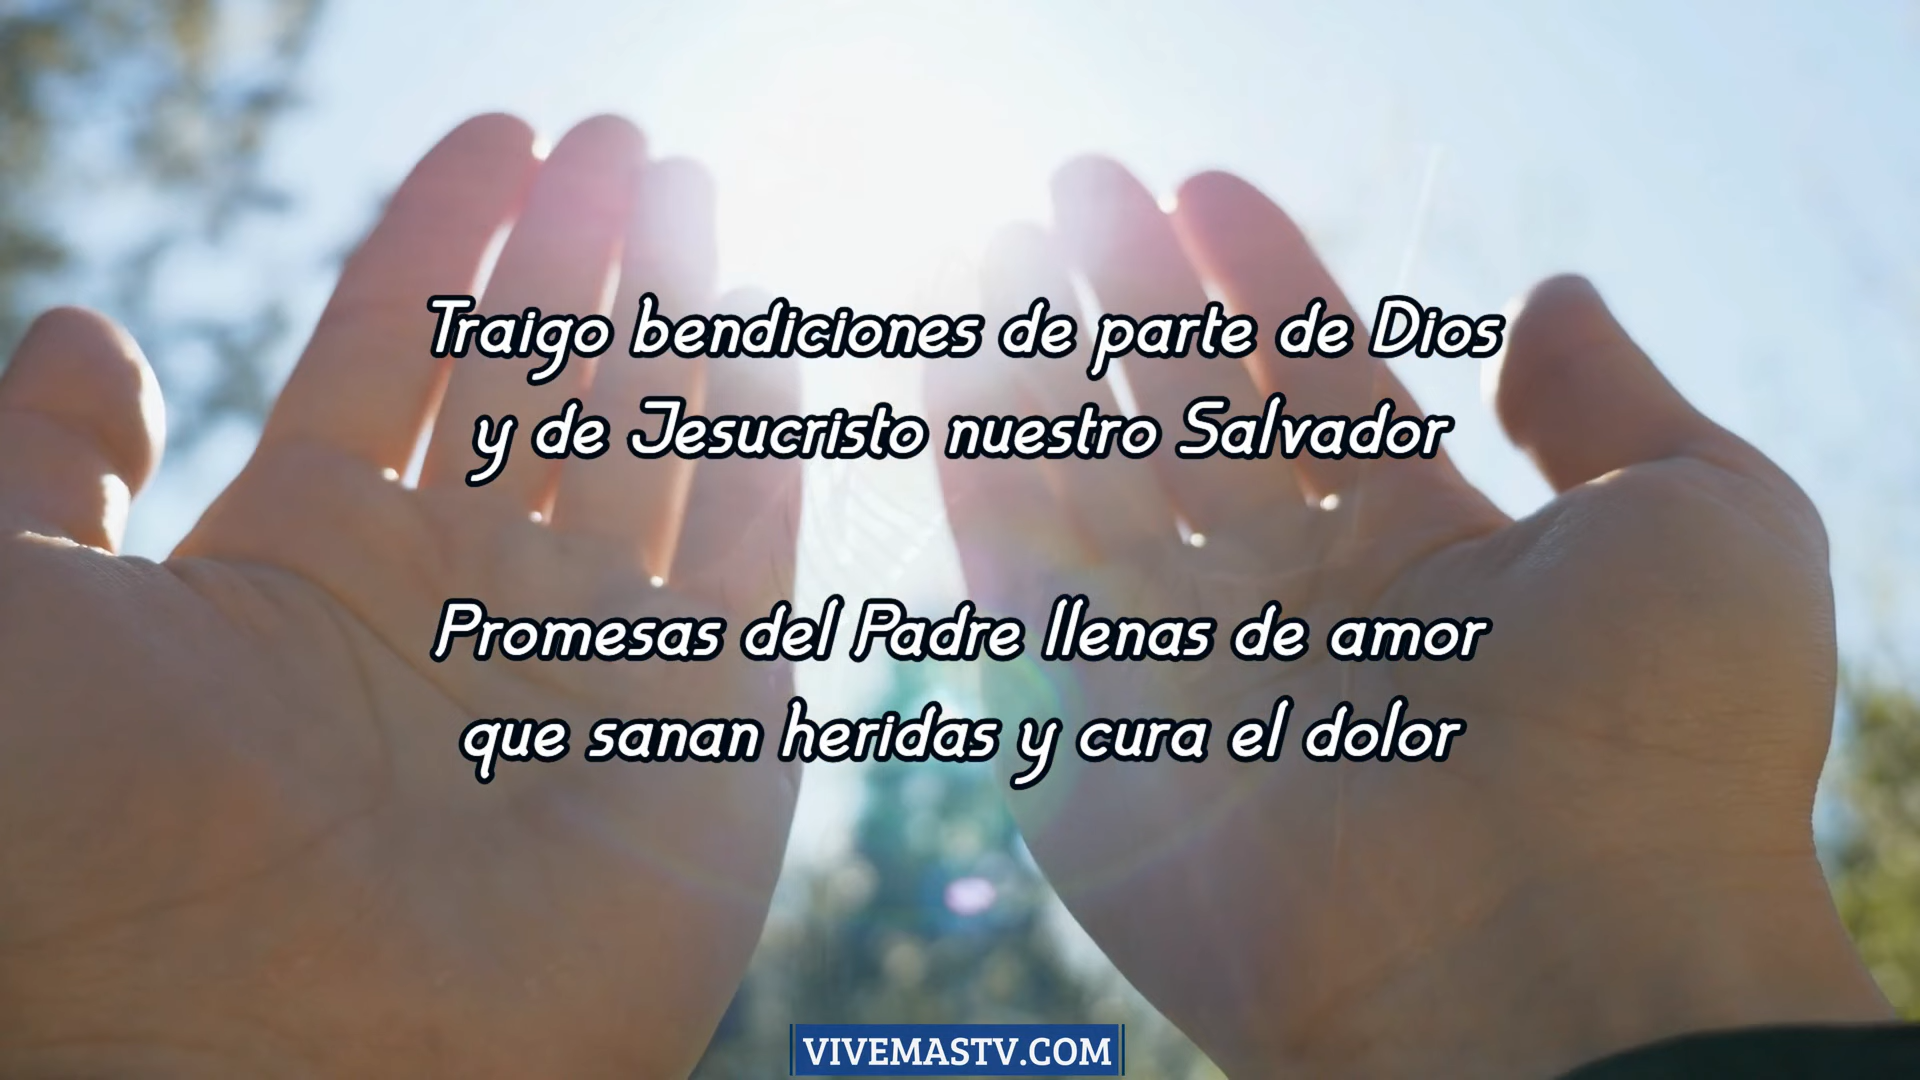 Traigo bendiciones de parte de Dios
y de Jesucristo nuestro Salvador
Promesas del Padre llenas de amor
que sanan heridas y cura el dolor
VIVEMASTV.COM